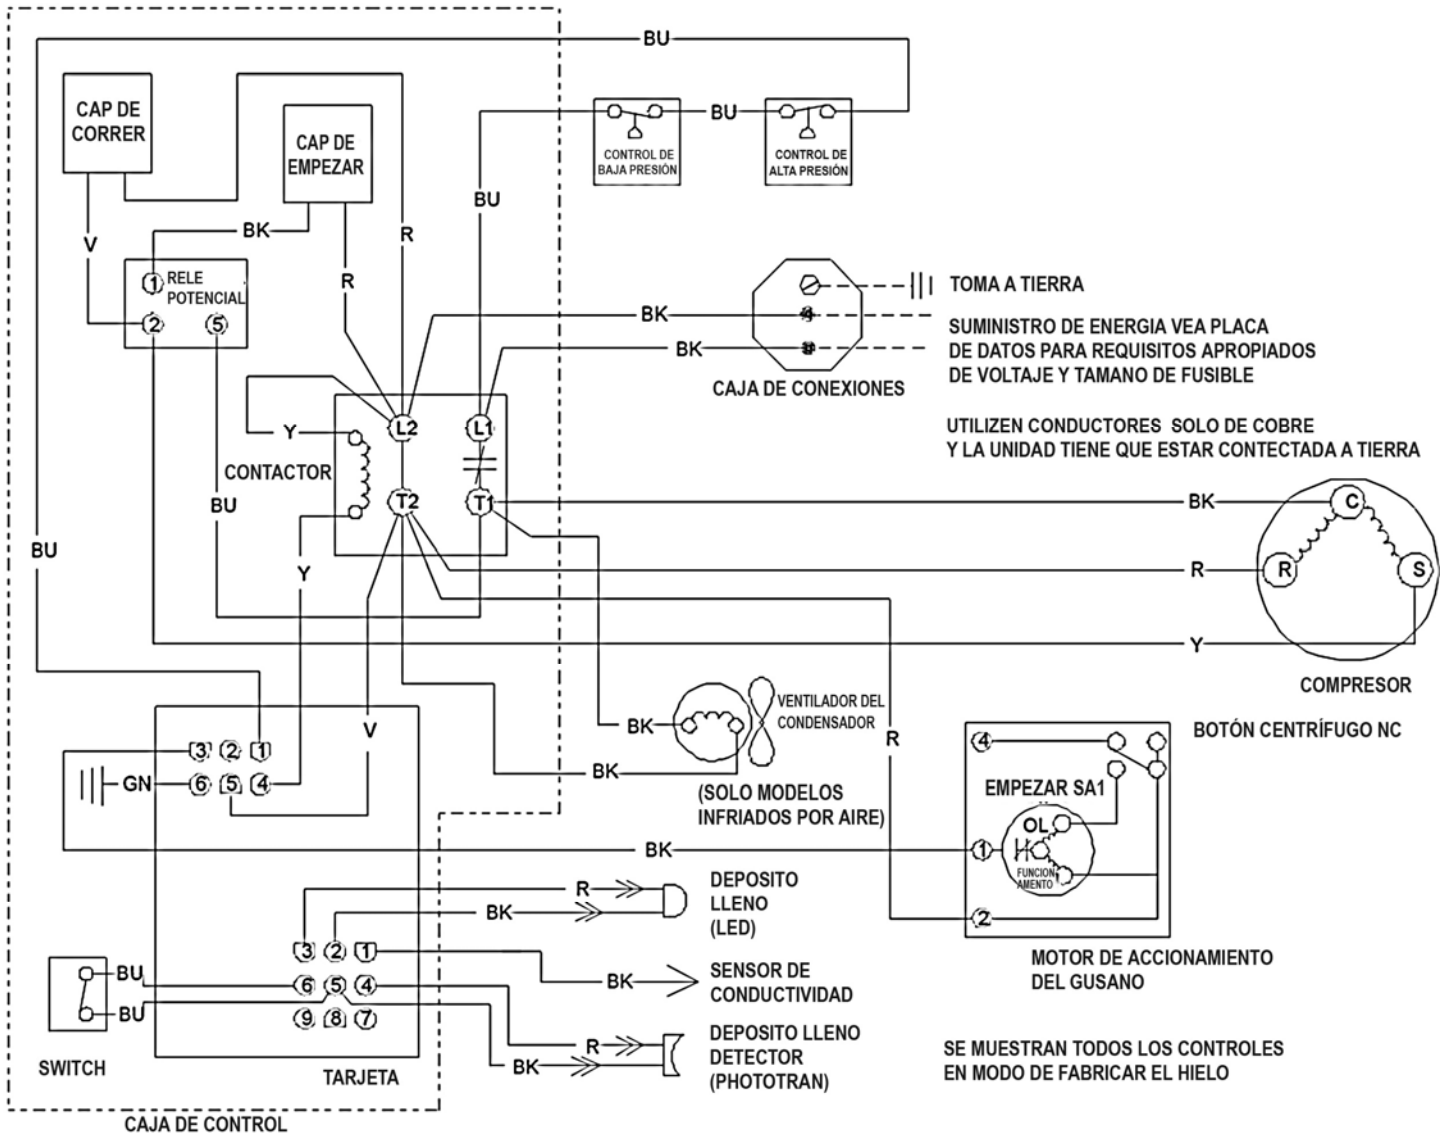 BU
CAP DE
CORRER
CAP DE
EMPEZAR
BU
CONTROL DE
BAJA PRESIÓN
CONTROL DE
ALTA PRESIÓN
BU
V
BK
R
R
1
RELE
POTENCIAL
2
5
BK
BK
TOMA A TIERRA
SUMINISTRO DE ENERGIA VEA PLACA
DE DATOS PARA REQUISITOS APROPIADOS
DE VOLTAJE Y TAMANO DE FUSIBLE
CAJA DE CONEXIONES
UTILIZEN CONDUCTORES SOLO DE COBRE
Y LA UNIDAD TIENE QUE ESTAR CONTECTADA A TIERRA
Y
L2
L1
CONTACTOR
T2
T1
BU
BK
C
BU
Y
R
R
S
Y
COMPRESOR
V
VENTILADOR DEL
CONDENSADOR
BK
R
BK
(SOLO MODELOS
INFRIADOS POR AIRE)
BOTÓN CENTRÍFUGO NC
3
2
1
GN
6
5
4
4
EMPEZAR SA1
OL
1
FUNCION
AMENTO
2
BK
MOTOR DE ACCIONAMIENTO
DEL GUSANO
R
BK
DEPOSITO
LLENO
(LED)
3
2
1
BK
SENSOR DE
CONDUCTIVIDAD
BU
BU
6
5
4
9
8
7
R
BK
DEPOSITO LLENO
DETECTOR
(PHOTOTRAN)
SWITCH
TARJETA
SE MUESTRAN TODOS LOS CONTROLES
EN MODO DE FABRICAR EL HIELO
CAJA DE CONTROL